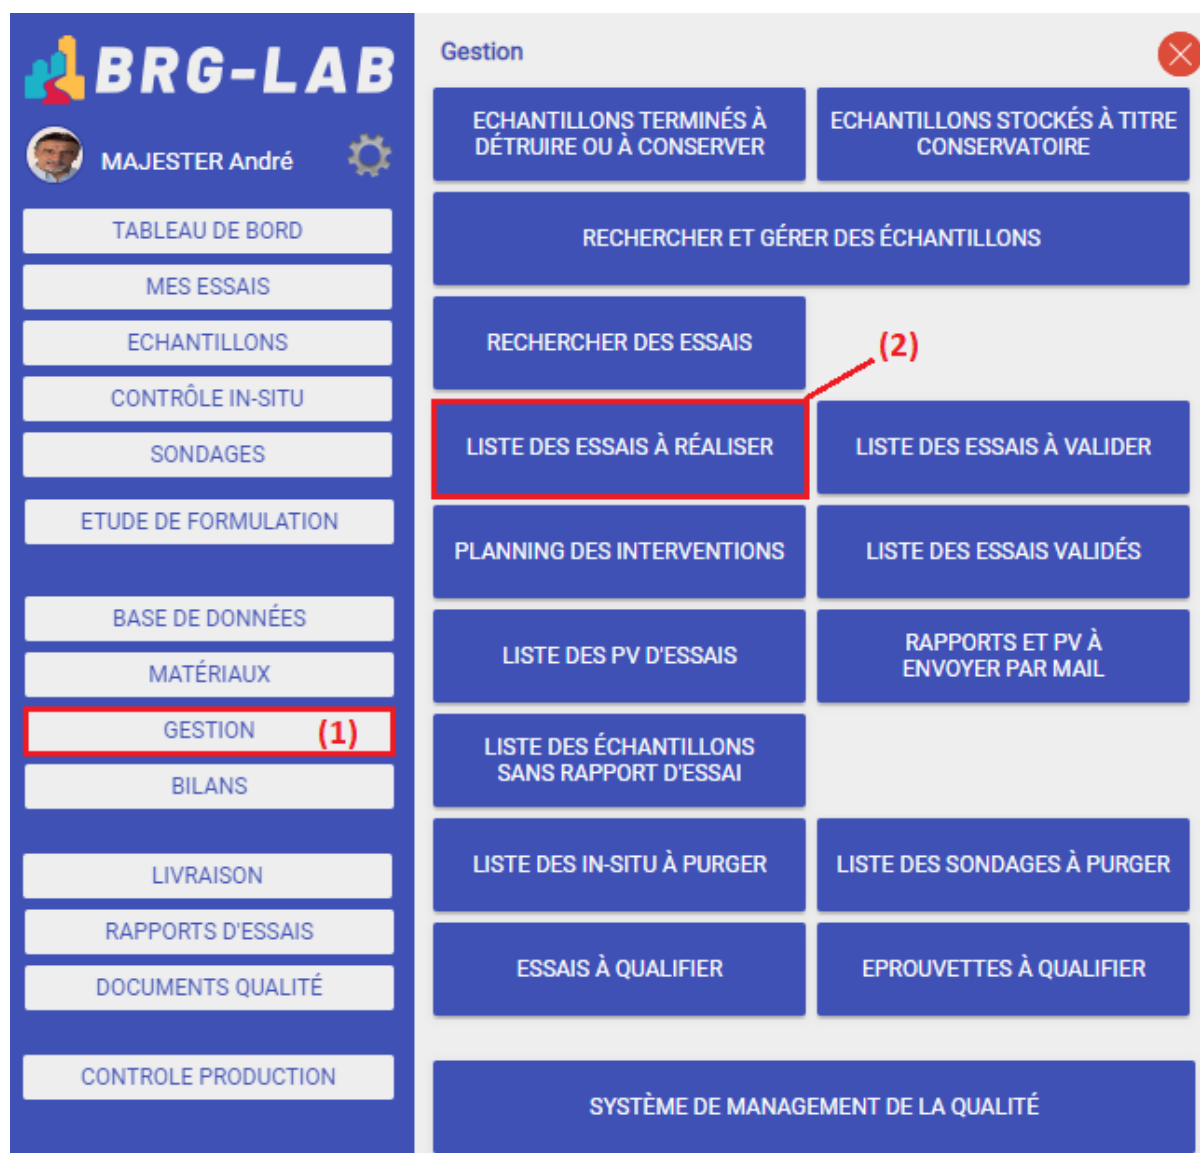 BRG-LAB
MAJESTER André
TABLEAU DE BORD
MES ESSAIS
ECHANTILLONS
CONTRÔLE IN-SITU
SONDAGES
ETUDE DE FORMULATION
BASE DE DONNÉES
MATÉRIAUX
GESTION (1)
BILANS
LIVRAISON
RAPPORTS D'ESSAIS
DOCUMENTS QUALITÉ
CONTROLE PRODUCTION
Gestion
ECHANTILLONS TERMINÉS À
DÉTRUIRE OU À CONSERVER
ECHANTILLONS STOCKÉS À TITRE
CONSERVATOIRE
RECHERCHER ET GÉRER DES ÉCHANTILLONS
RECHERCHER DES ESSAIS
(2)
LISTE DES ESSAIS À RÉALISER
LISTE DES ESSAIS À VALIDER
PLANNING DES INTERVENTIONS
LISTE DES ESSAIS VALIDÉS
LISTE DES PV D'ESSAIS
RAPPORTS ET PV À
ENVOYER PAR MAIL
LISTE DES ÉCHANTILLONS
SANS RAPPORT D'ESSAI
LISTE DES IN-SITU À PURGER
LISTE DES SONDAGES À PURGER
ESSAIS À QUALIFIER
EPROUVETTES À QUALIFIER
SYSTÈME DE MANAGEMENT DE LA QUALITÉ